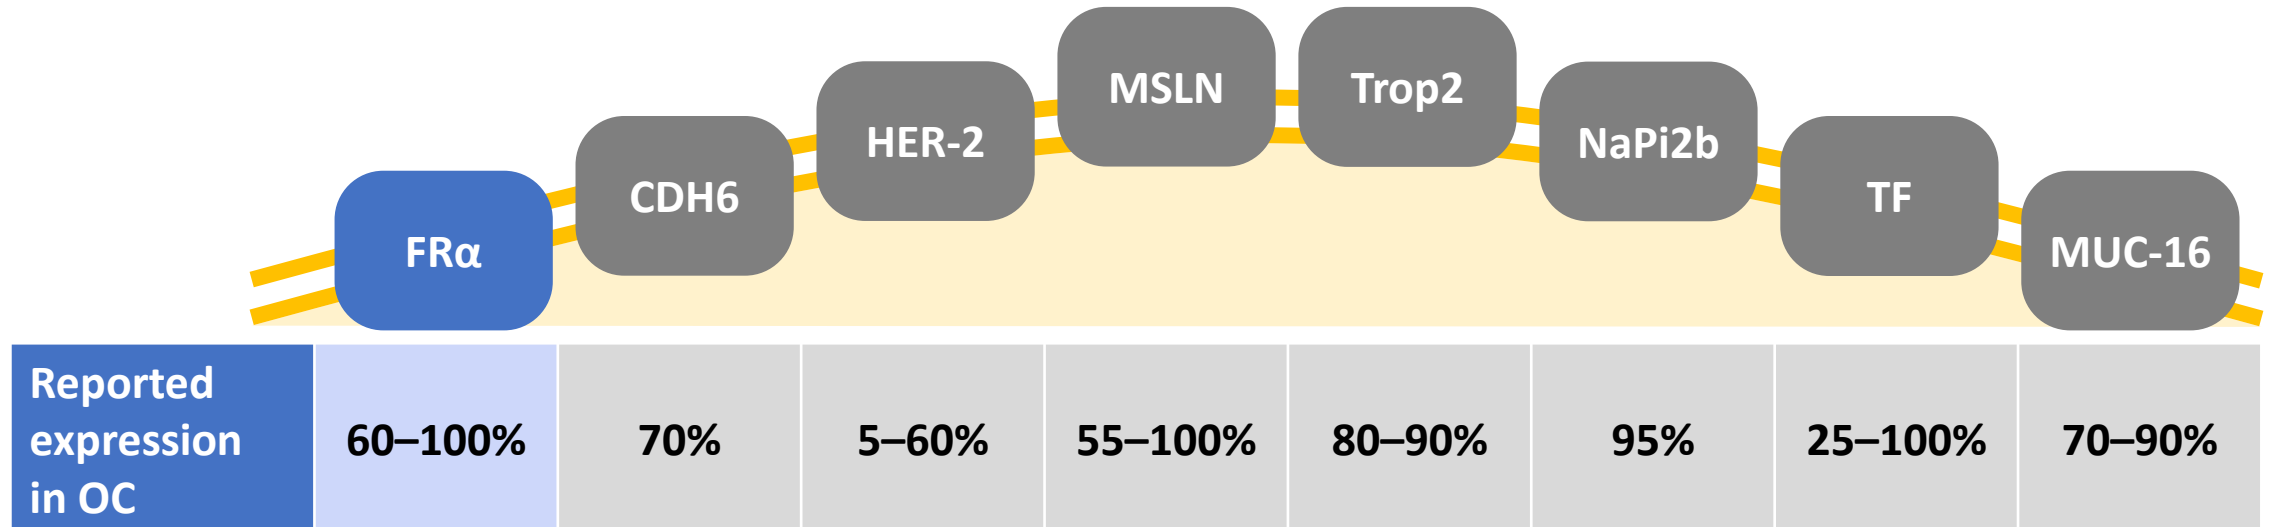 FRα
CDH6
HER-2
MSLN
Trop2
NaPi2b
TF
MUC-16
Reported
expression
in OC
60–100%
70%
5–60%
55–100%
80–90%
95%
25–100%
70–90%